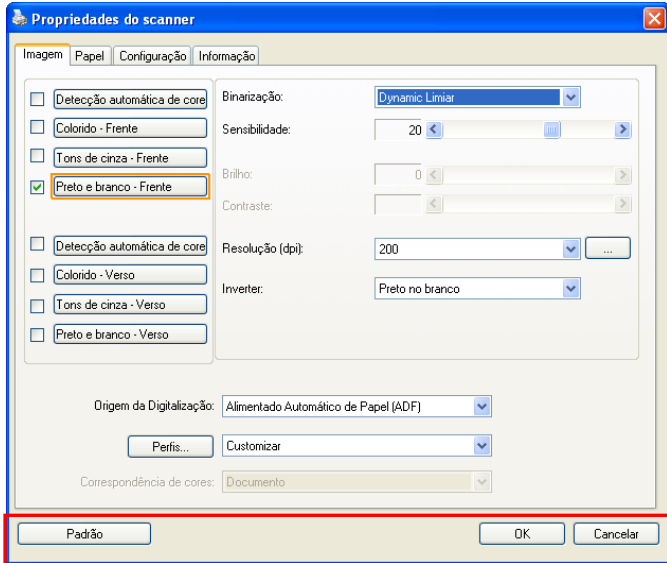 Propriedades do scanner
Imagem Papel Configuração Informação
Detecção automática de core
Colorido - Frente
Tons de cinza - Frente
Preto e branco - Frente
Detecção automática de core
Colorido - Verso
Tons de cinza - Verso
Preto e branco - Verso
Binarização: Dynamic Limiar
Sensibilidade: 20
Brilho: 0
Contraste:
Resolução (dpi): 200 ...
Inverter: Preto no branco
Origem da Digitalização: Alimentado Automático de Papel (ADF)
Perfis... Customizar
Correspondência de cores: Documento
Padrão OK Cancelar